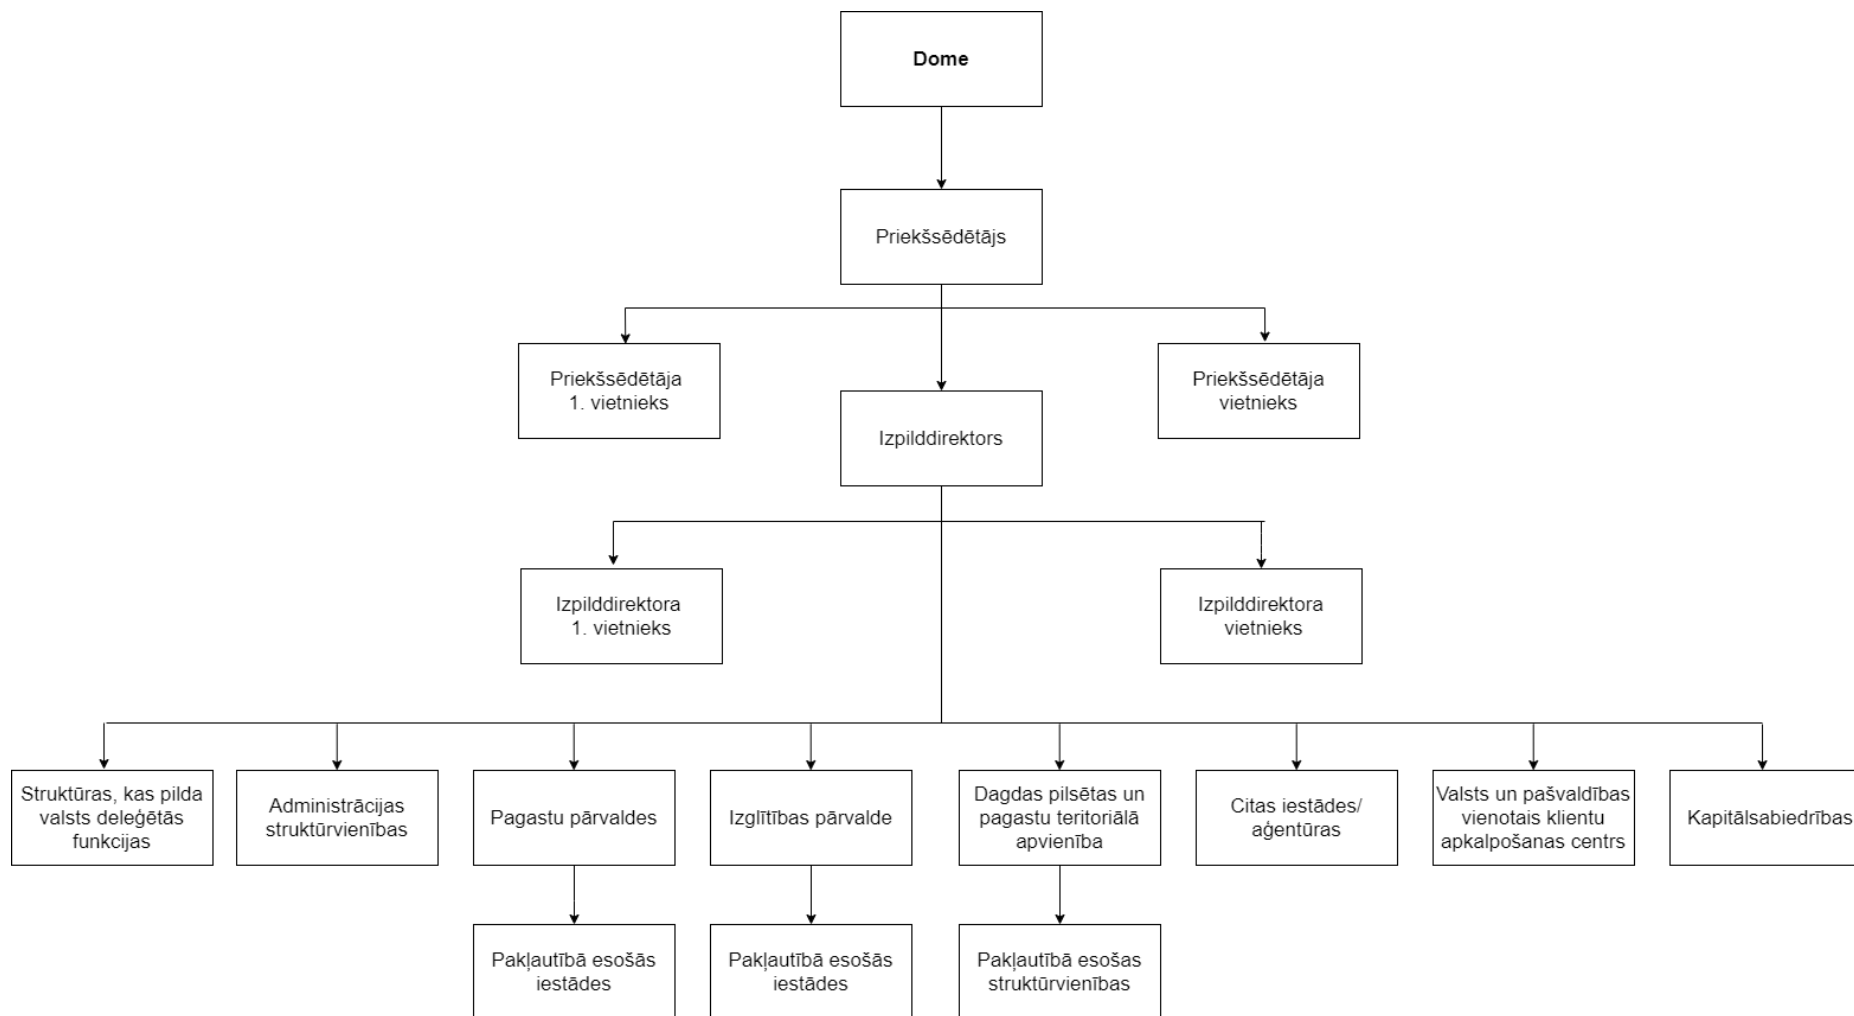 Dome
Priekšsēdētājs
Priekšsēdētāja
1. vietnieks
Priekšsēdētāja
vietnieks
Izpilddirektors
Izpilddirektora
1. vietnieks
Izpilddirektora
vietnieks
Struktūras, kas pilda
valsts deleģētās
funkcijas
Administrācijas
struktūrvienības
Pagastu pārvaldes
Izglītības pārvalde
Dagdas pilsētas un
pagastu teritoriālā
apvienība
Citas iestādes/
aģentūras
Valsts un pašvaldības
vienotais klientu
apkalpošanas centrs
Kapitālsabiedrības
Pakļautībā esošās
iestādes
Pakļautībā esošās
iestādes
Pakļautībā esošas
struktūrvienības